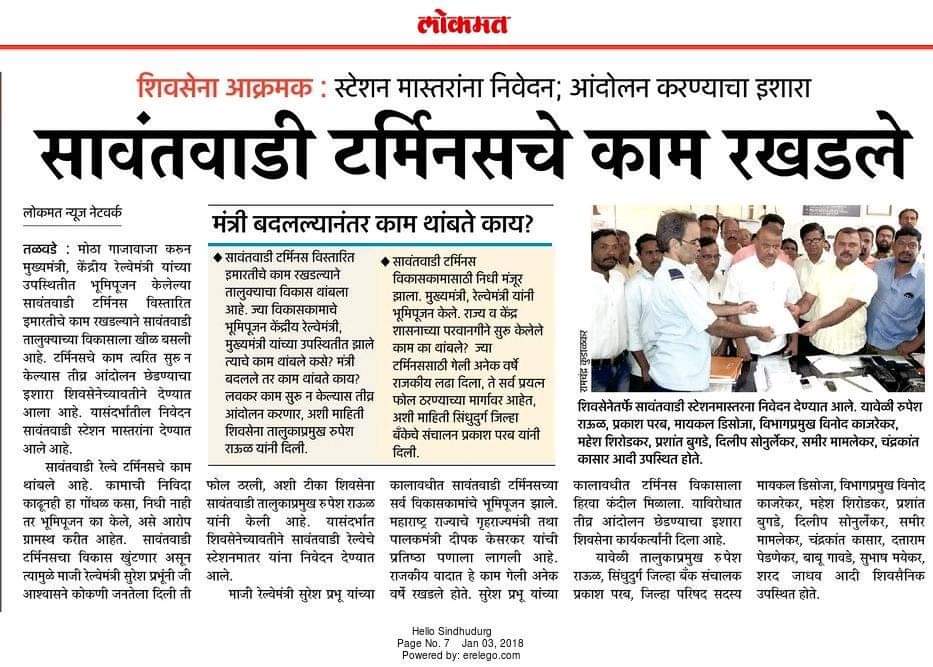 लोकमत
शिवसेना आक्रमक : स्टेशन मास्तरांना निवेदन; आंदोलन करण्याचा इशारा
सावंतवाडी टर्मिनसचे काम रखडले
लोकमत न्यूज नेटवर्क
तळवडे : मोठा गाजावाजा करुन
मुख्यमंत्री, केंद्रीय रेल्वेमंत्री यांच्या
उपस्थितीत भूमिपूजन केलेल्या
सावंतवाडी टर्मिनस विस्तारित
इमारतीचे काम रखडल्याने सावंतवाडी
तालुक्याच्या विकासाला खीळ बसली
आहे. टर्मिनसचे काम त्वरित सुरु न
केल्यास तीव्र आंदोलन छेडण्याचा
इशारा शिवसेनेच्यावतीने देण्यात
आला आहे. यासंदर्भातील निवेदन
सावंतवाडी स्टेशन मास्तरांना देण्यात
आले आहे.
सावंतवाडी रेल्वे टर्मिनसचे काम
थांबले आहे. कामाची निविदा
काढूनही हा गोंधळ कसा, निधी नाही
तर भूमिपूजन का केले, असे आरोप
ग्रामस्थ करीत आहेत. सावंतवाडी
टर्मिनसचा विकास खुंटणार असून
त्यामुळे माजी रेल्वेमंत्री सुरेश प्रभूंनी जी
आश्वासने कोकणी जनतेला दिली ती
मंत्री बदलल्यानंतर काम थांबते काय?
◆ सावंतवाडी टर्मिनस विस्तारित
इमारतीचे काम रखडल्याने
तालुक्याचा विकास थांबला
आहे. ज्या विकासकामाचे
भूमिपूजन केंद्रीय रेल्वेमंत्री,
मुख्यमंत्री यांच्या उपस्थितीत झाले
त्याचे काम थांबले कसे? मंत्री
बदलले तर काम थांबते काय?
लवकर काम सुरु न केल्यास तीव्र
आंदोलन करणार, अशी माहिती
शिवसेना तालुकाप्रमुख रुपेश
राऊळ यांनी दिली.
◆ सावंतवाडी टर्मिनस
विकासकामासाठी निधी मंजूर
झाला. मुख्यमंत्री, रेल्वेमंत्री यांनी
भूमिपूजन केले. राज्य व केंद्र
शासनाच्या परवानगीने सुरु केलेले
काम का थांबले? ज्या
टर्मिनससाठी गेली अनेक वर्षे
राजकीय लढा दिला, ते सर्व प्रयत्न
फोल ठरण्याच्या मार्गावर आहेत,
अशी माहिती सिंधुदुर्ग जिल्हा
बँकेचे संचालन प्रकाश परब यांनी
दिली.
रामचंद्र कुडाळकर
शिवसेनेतर्फे सावंतवाडी स्टेशनमास्तरना निवेदन देण्यात आले. यावेळी रुपेश
राऊळ, प्रकाश परब, मायकल डिसोजा, विभागप्रमुख विनोद काजरेकर,
महेश शिरोडकर, प्रशांत बुगडे, दिलीप सोनुर्लेकर, समीर मामलेकर, चंद्रकांत
कासार आदी उपस्थित होते.
फोल ठरली, अशी टीका शिवसेना
सावंतवाडी तालुकाप्रमुख रुपेश राऊळ
यांनी केली आहे. यासंदर्भात
शिवसेनेच्यावतीने सावंतवाडी रेल्वेचे
स्टेशनमातर यांना निवेदन देण्यात
आले.
माजी रेल्वेमंत्री सुरेश प्रभू यांच्या
कालावधीत सावंतवाडी टर्मिनसच्या
सर्व विकासकामांचे भूमिपूजन झाले.
महाराष्ट्र राज्याचे गृहराज्यमंत्री तथा
पालकमंत्री दीपक केसरकर यांची
प्रतिष्ठा पणाला लागली आहे.
राजकीय वादात हे काम गेली अनेक
वर्षे रखडले होते. सुरेश प्रभू यांच्या
कालावधीत टर्मिनस विकासाला
हिरवा कंदील मिळाला. याविरोधात
तीव्र आंदोलन छेडण्याचा इशारा
शिवसेना कार्यकर्त्यांनी दिला आहे.
यावेळी तालुकाप्रमुख रुपेश
राऊळ, सिंधुदुर्ग जिल्हा बँक संचालक
प्रकाश परब, जिल्हा परिषद सदस्य
मायकल डिसोजा, विभागप्रमुख विनोद
काजरेकर, महेश शिरोडकर, प्रशांत
बुगडे, दिलीप सोनुर्लेकर, समीर
मामलेकर, चंद्रकांत कासार, दत्ताराम
पेडणेकर, बाबू गावडे, सुभाष मयेकर,
शरद जाधव आदी शिवसैनिक
उपस्थित होते.
Hello Sindhudurg
Page No. 7 Jan 03, 2018
Powered by: erelego.com